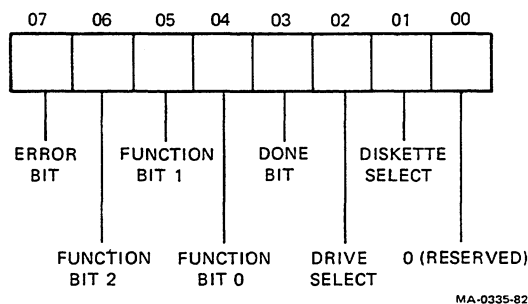 07 06 05 04 03 02 01 00
ERROR BIT
FUNCTION BIT 1
DONE BIT
DISKETTE SELECT
FUNCTION BIT 2
FUNCTION BIT 0
DRIVE SELECT
0 (RESERVED)
MA-0335-82